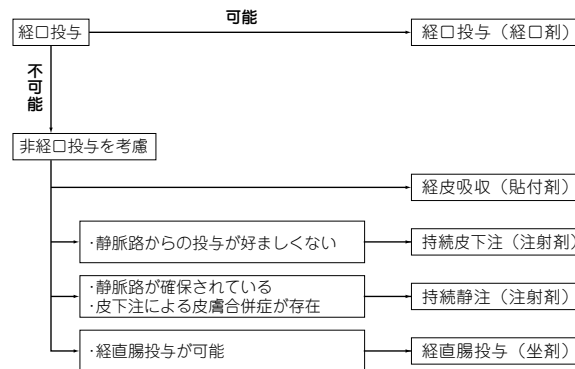 可能
経口投与
経口投与（経口剤）
不可能
非経口投与を考慮
経皮吸収（貼付剤）
・静脈路からの投与が好ましくない
持続皮下注（注射剤）
・静脈路が確保されている
・皮下注による皮膚合併症が存在
持続静注（注射剤）
・経直腸投与が可能
経直腸投与（坐剤）